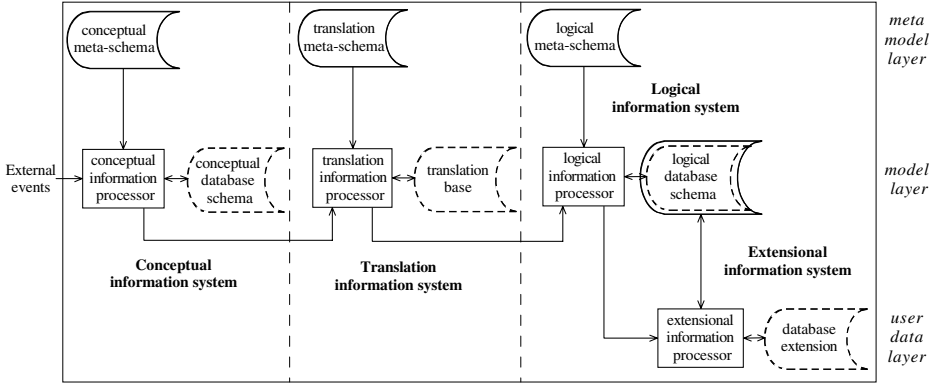 conceptual
meta-schema
translation
meta-schema
logical
meta-schema
meta
model
layer
Logical
information system
External
events
conceptual
information
processor
conceptual
database
schema
translation
information
processor
translation
base
logical
information
processor
logical
database
schema
model
layer
Conceptual
information system
Translation
information system
Extensional
information system
extensional
information
processor
database
extension
user
data
layer